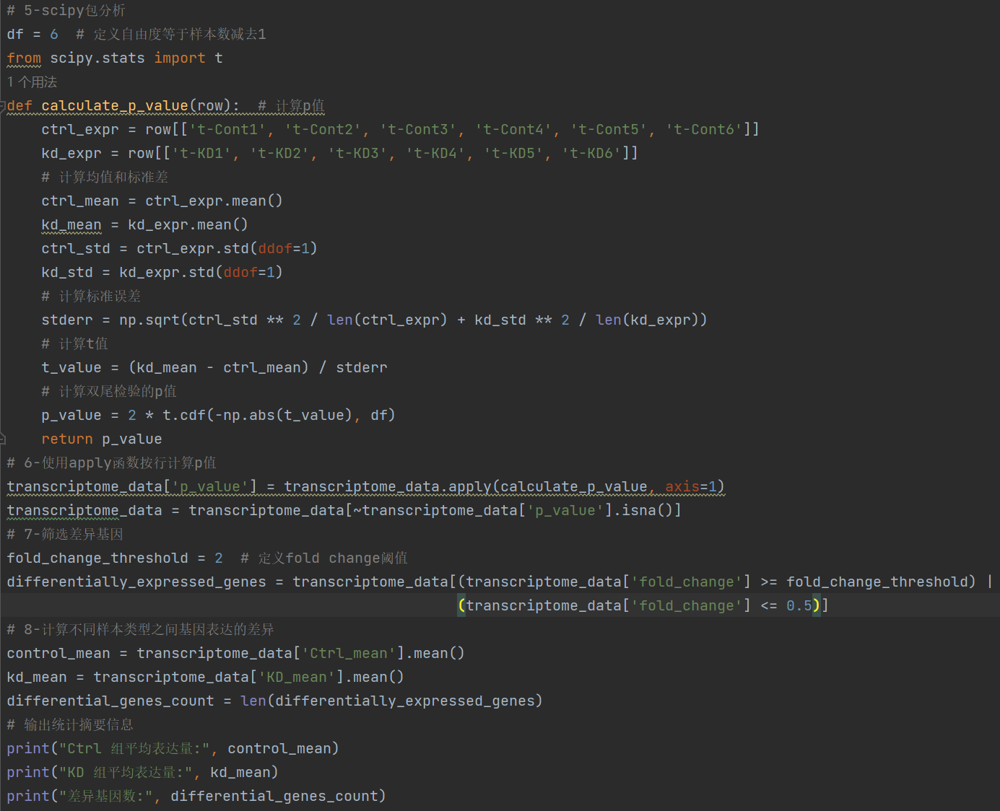 # 5-scipy包分析
df = 6  # 定义自由度等于样本数减去1
from scipy.stats import t
1 个用法
def calculate_p_value(row):  # 计算p值
    ctrl_expr = row[['t-Cont1', 't-Cont2', 't-Cont3', 't-Cont4', 't-Cont5', 't-Cont6']]
    kd_expr = row[['t-KD1', 't-KD2', 't-KD3', 't-KD4', 't-KD5', 't-KD6']]
    # 计算均值和标准差
    ctrl_mean = ctrl_expr.mean()
    kd_mean = kd_expr.mean()
    ctrl_std = ctrl_expr.std(ddof=1)
    kd_std = kd_expr.std(ddof=1)
    # 计算标准误差
    stderr = np.sqrt(ctrl_std ** 2 / len(ctrl_expr) + kd_std ** 2 / len(kd_expr))
    # 计算t值
    t_value = (kd_mean - ctrl_mean) / stderr
    # 计算双尾检验的p值
    p_value = 2 * t.cdf(-np.abs(t_value), df)
    return p_value
# 6-使用apply函数按行计算p值
transcriptome_data['p_value'] = transcriptome_data.apply(calculate_p_value, axis=1)
transcriptome_data = transcriptome_data[~transcriptome_data['p_value'].isna()]
# 7-筛选差异基因
fold_change_threshold = 2  # 定义fold change阈值
differentially_expressed_genes = transcriptome_data[(transcriptome_data['fold_change'] >= fold_change_threshold) |
                                                    (transcriptome_data['fold_change'] <= 0.5)]
# 8-计算不同样本类型之间基因表达的差异
control_mean = transcriptome_data['Ctrl_mean'].mean()
kd_mean = transcriptome_data['KD_mean'].mean()
differential_genes_count = len(differentially_expressed_genes)
# 输出统计摘要信息
print("Ctrl 组平均表达量:", control_mean)
print("KD 组平均表达量:", kd_mean)
print("差异基因数:", differential_genes_count)